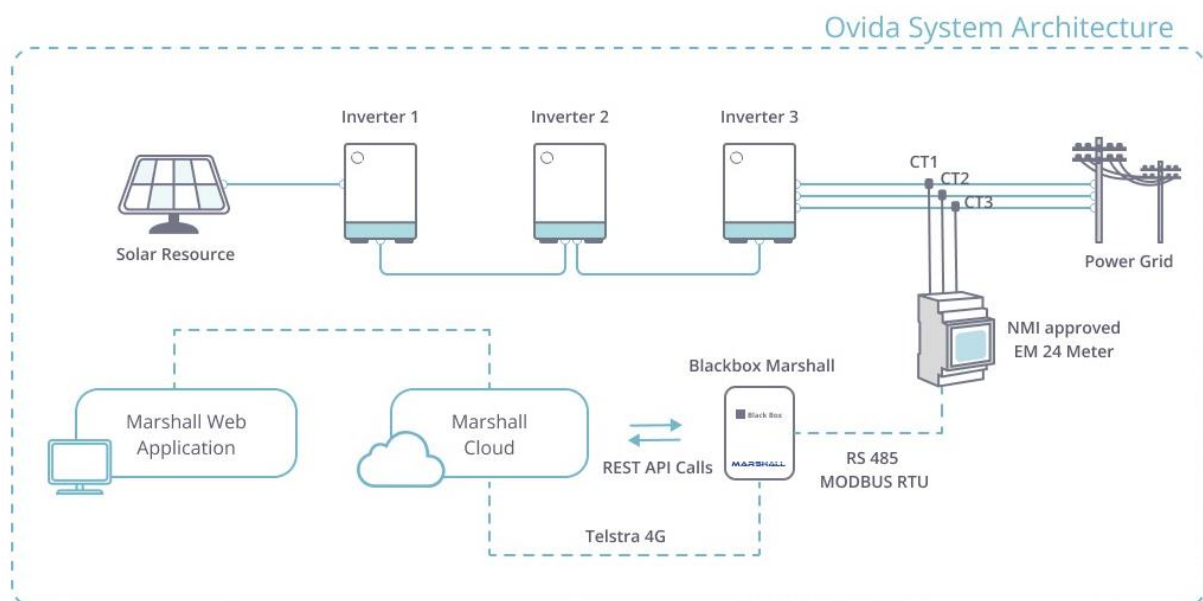 Ovida System Architecture
Inverter 1
Inverter 2
Inverter 3
CT1
CT2
CT3
Solar Resource
Power Grid
NMI approved
EM 24 Meter
Blackbox Marshall
Marshall Web
Application
Marshall
Cloud
REST API Calls
Black Box
MARSHALL
RS 485
MODBUS RTU
Telstra 4G